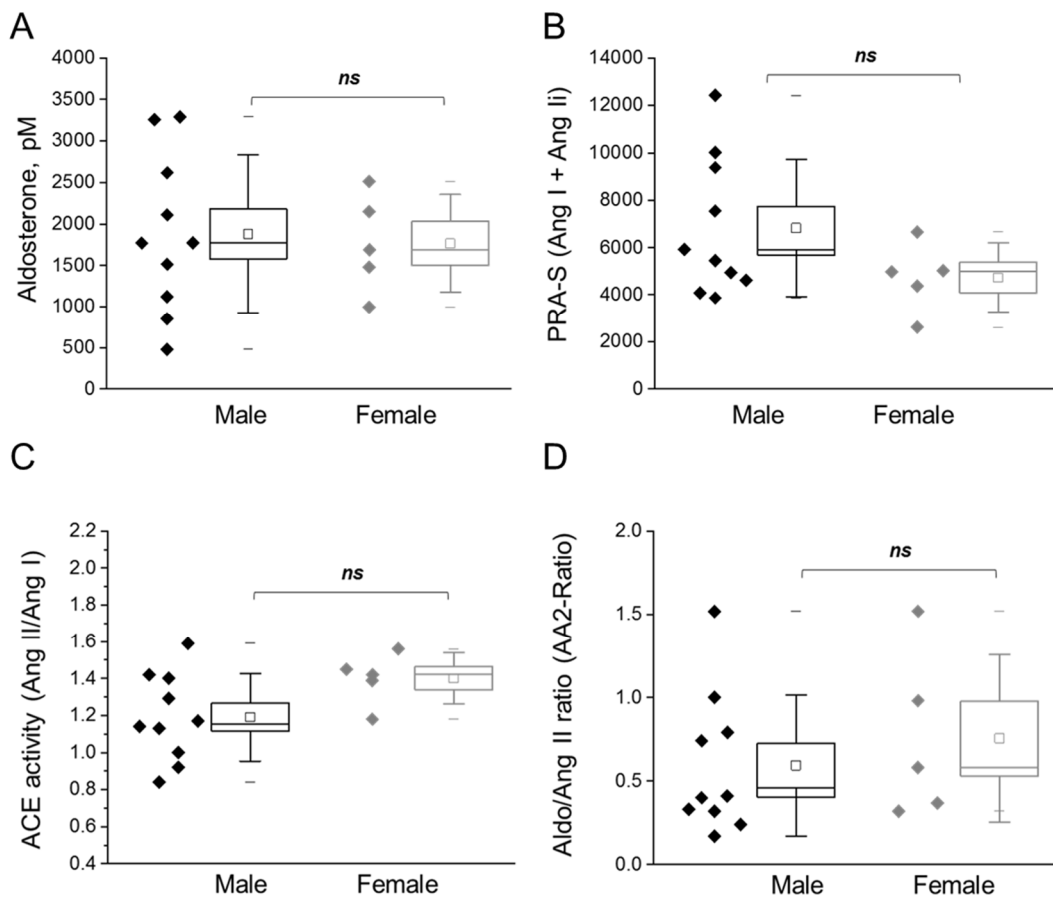 A
Aldosterone, pM
4000
3500
3000
2500
2000
1500
1000
500
0
ns
Male
Female
B
PRA-S (Ang I + Ang Ii)
14000
12000
10000
8000
6000
4000
2000
0
ns
Male
Female
C
ACE activity (Ang II/Ang I)
2.2
2.0
1.8
1.6
1.4
1.2
1.0
0.8
0.6
0.4
ns
Male
Female
D
Aldo/Ang II ratio (AA2-Ratio)
2.0
1.5
1.0
0.5
0.0
ns
Male
Female